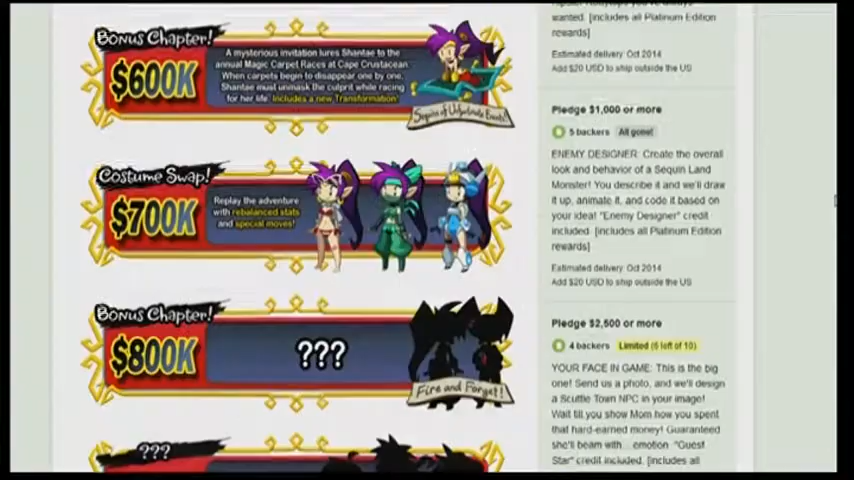 Bonus Chapter!
$600K
A mysterious invitation lures Shantae to the
annual Magic Carpet Races at Cape Crustacean.
When carpets begin to disappear one by one,
Shantae must unmask the culprit while racing
for her life. Includes a new Transformation!
Sequins of Unfortunate Events!
Costume Swap!
$700K
Replay the adventure
with rebalanced stats
and special moves!
Bonus Chapter!
$800K
???
Fire and Forget!
???
wanted. [includes all Platinum Edition
rewards]
Estimated delivery: Oct 2014
Add $20 USD to ship outside the US
Pledge $1,000 or more
5 backers All gone!
ENEMY DESIGNER: Create the overall
look and behavior of a Sequin Land
Monster! You describe it and we'll draw
it up, animate it, and code it based on
your idea! "Enemy Designer" credit
included. [includes all Platinum Edition
rewards]
Estimated delivery: Oct 2014
Add $20 USD to ship outside the US
Pledge $2,500 or more
4 backers Limited (6 left of 10)
YOUR FACE IN GAME: This is the big
one! Send us a photo, and we'll design
a Scuttle Town NPC in your image!
Wait till you show Mom how you spent
that hard-earned money! Guaranteed
she'll beam with... emotion. "Guest
Star" credit included. [includes all